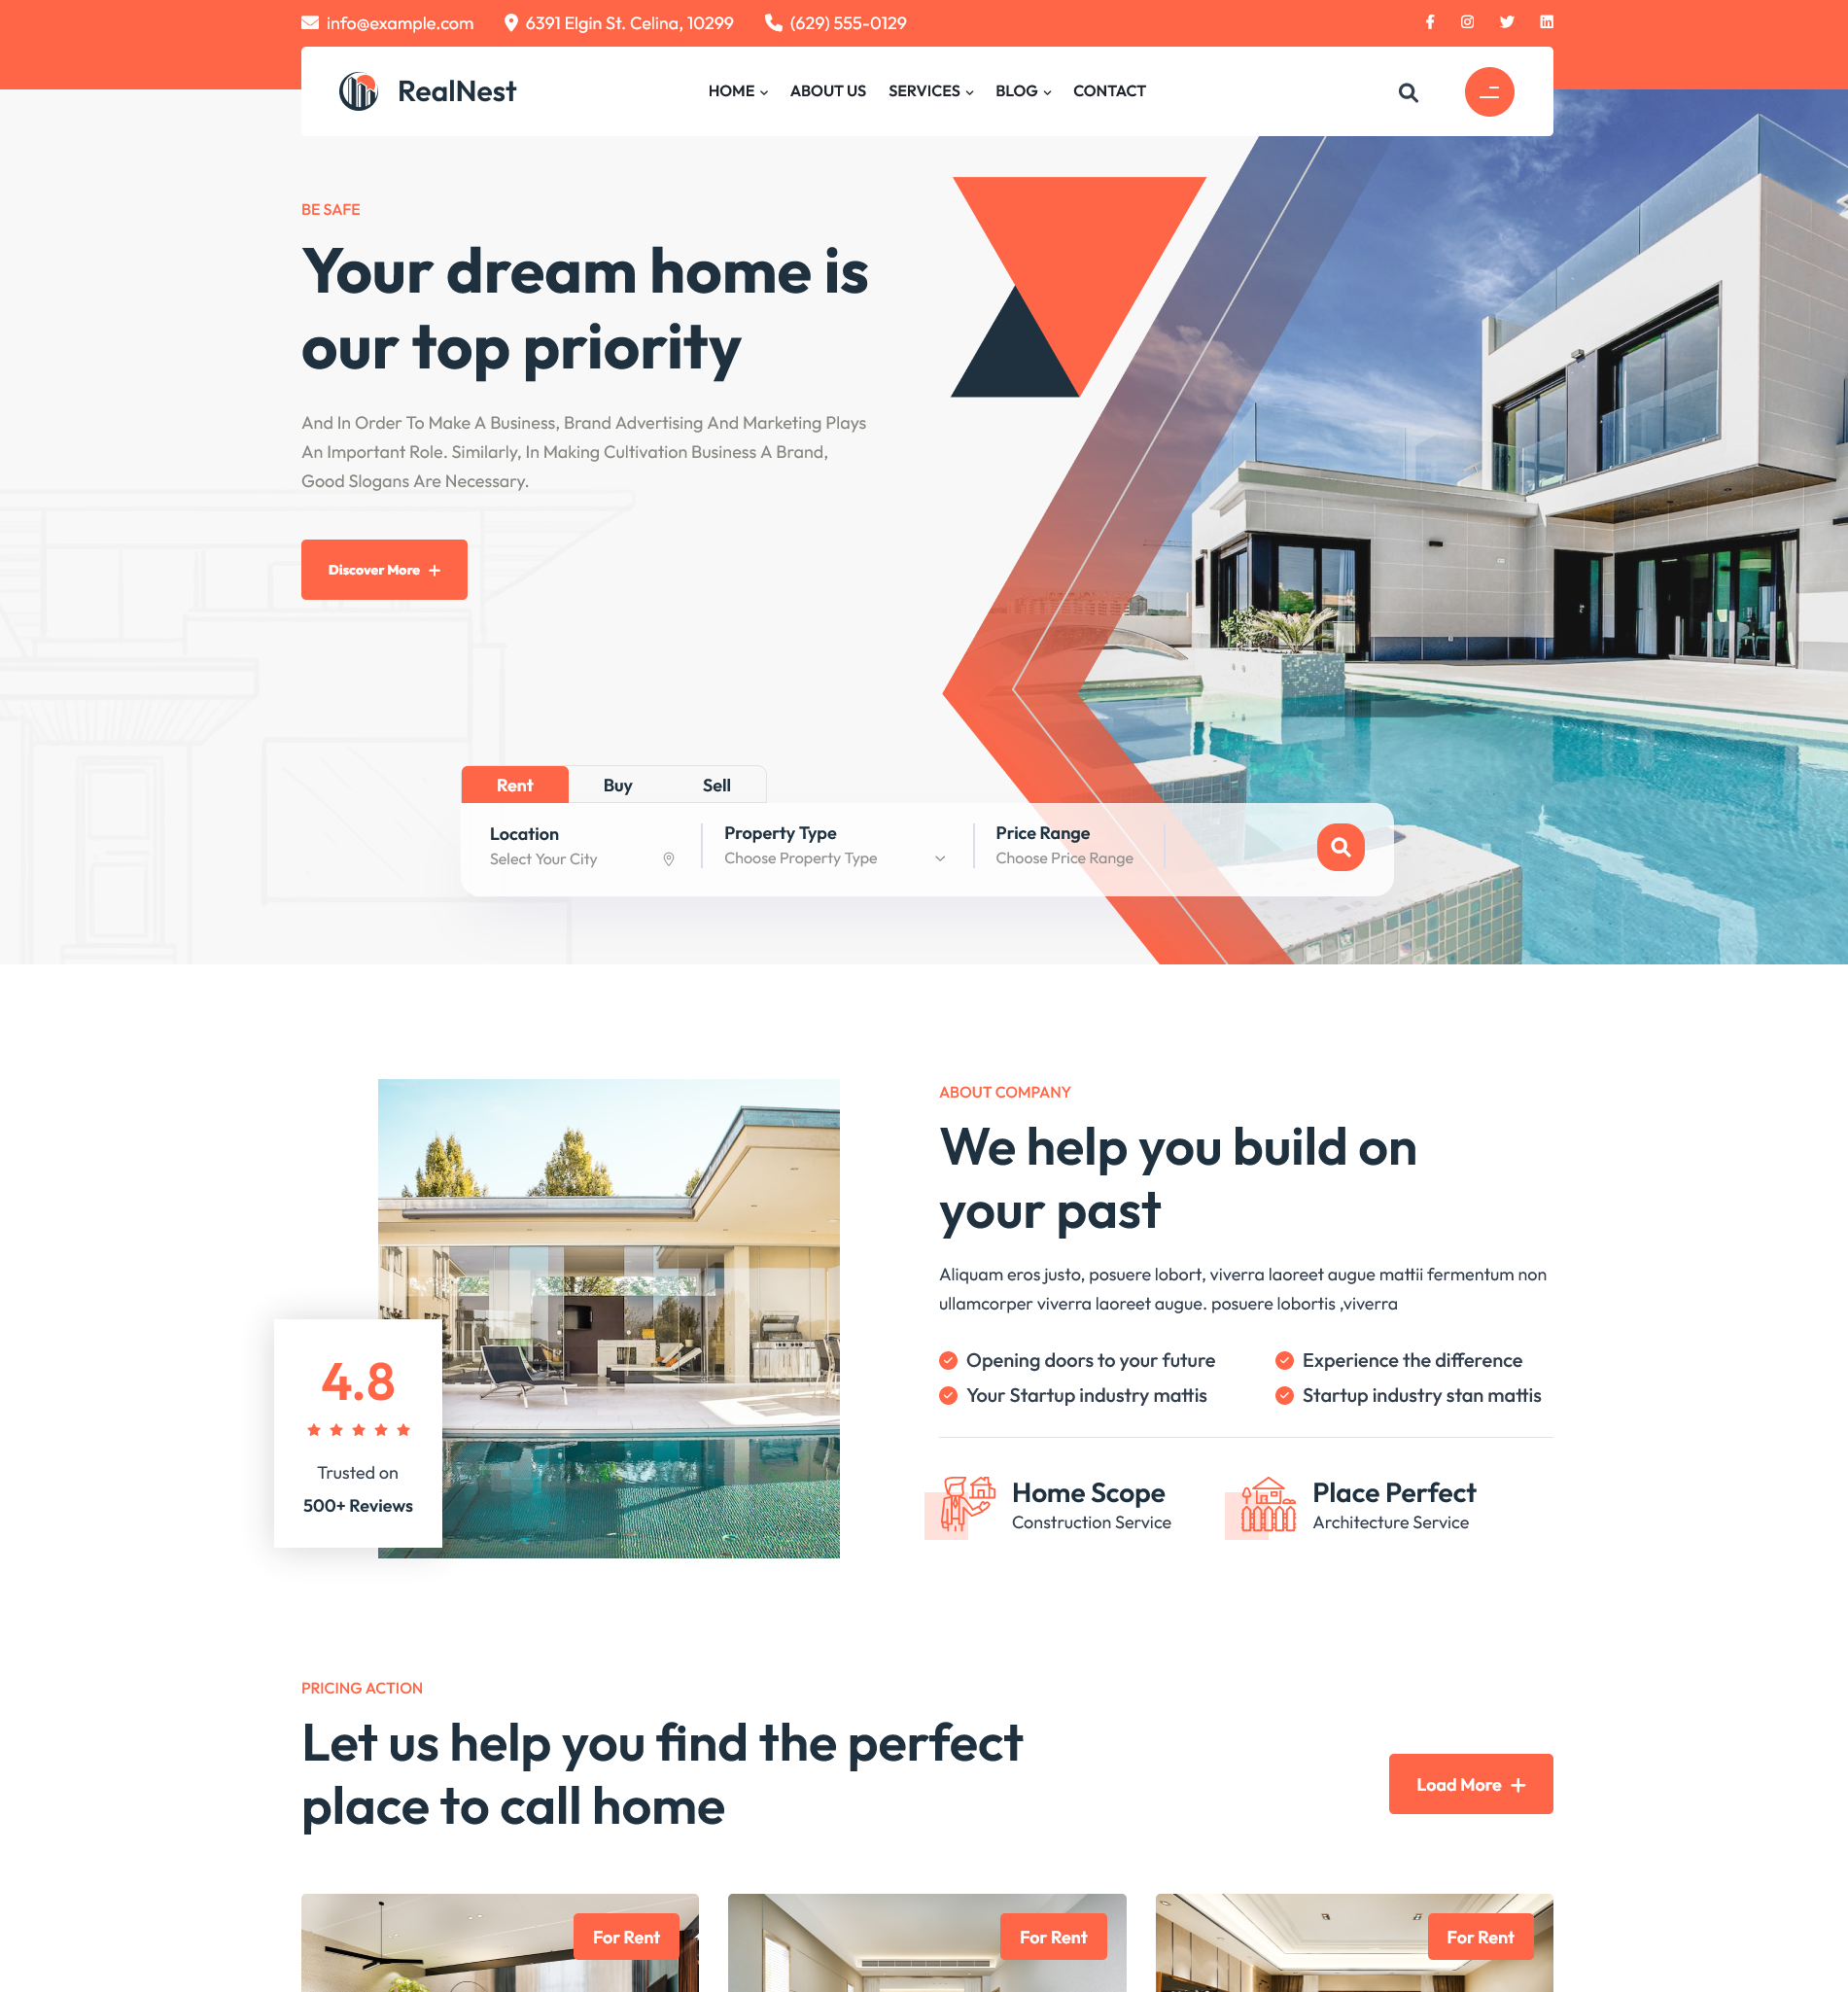 info@example.com
6391 Elgin St. Celina, 10299
(629) 555-0129
RealNest
HOME
ABOUT US
SERVICES
BLOG
CONTACT
BE SAFE
Your dream home is
our top priority
And In Order To Make A Business, Brand Advertising And Marketing Plays
An Important Role. Similarly, In Making Cultivation Business A Brand,
Good Slogans Are Necessary.
Discover More
Rent
Buy
Sell
Location
Select Your City
Property Type
Choose Property Type
Price Range
Choose Price Range
4.8
Trusted on
500+ Reviews
ABOUT COMPANY
We help you build on
your past
Aliquam eros justo, posuere lobort, viverra laoreet augue mattii fermentum non
ullamcorper viverra laoreet augue. posuere lobortis ,viverra
Opening doors to your future
Experience the difference
Your Startup industry mattis
Startup industry stan mattis
Home Scope
Construction Service
Place Perfect
Architecture Service
PRICING ACTION
Let us help you find the perfect
place to call home
Load More
For Rent
For Rent
For Rent